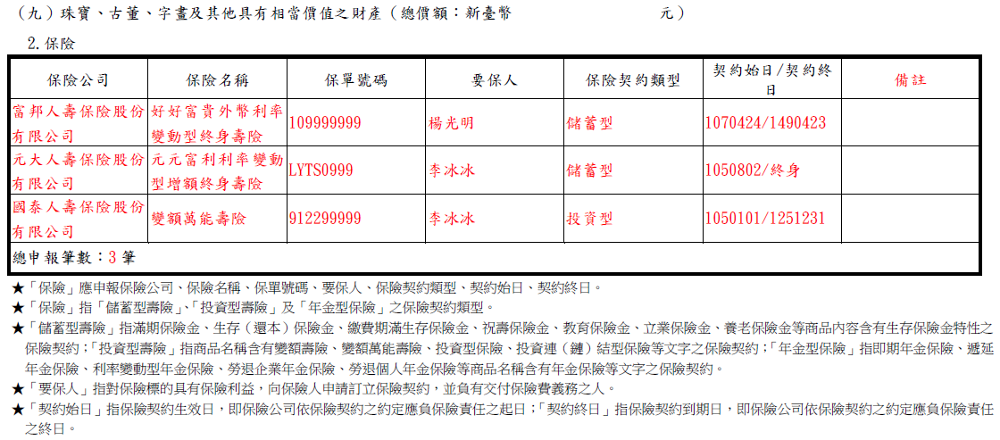 （九）珠寶、古董、字畫及其他具有相當價值之財產（總價額：新臺幣　　　　　　　　　　元）
2.保險
保險公司　保險名稱　保單號碼　要保人　保險契約類型　契約始日/契約終日　備註
富邦人壽保險股份有限公司　好好富貴外幣利率變動型終身壽險　109999999　楊光明　儲蓄型　1070424/1490423
元大人壽保險股份有限公司　元元富利利率變動型增額終身壽險　LYTS0999　李冰冰　儲蓄型　1050802/終身
國泰人壽保險股份有限公司　變額萬能壽險　912299999　李冰冰　投資型　1050101/1251231
總申報筆數：3 筆
★「保險」應申報保險公司、保險名稱、保單號碼、要保人、保險契約類型、契約始日、契約終日。
★「保險」指「儲蓄型壽險」、「投資型壽險」及「年金型保險」之保險契約類型。
★「儲蓄型壽險」指滿期保險金、生存（還本）保險金、繳費期滿生存保險金、祝壽保險金、教育保險金、立業保險金、養老保險金等商品內容含有生存保險金特性之
保險契約；「投資型壽險」指商品名稱含有變額壽險、變額萬能壽險、投資型保險、投資連（鏈）結型保險等文字之保險契約；「年金型保險」指即期年金保險、遞延
年金保險、利率變動型年金保險、勞退企業年金保險、勞退個人年金保險等商品名稱含有年金保險等文字之保險契約。
★「要保人」指對保險標的具有保險利益，向保險人申請訂立保險契約，並負有交付保險費義務之人。
★「契約始日」指保險契約生效日，即保險公司依保險契約之約定應負保險責任之起日；「契約終日」指保險契約到期日，即保險公司依保險契約之約定應負保險責任
之終日。